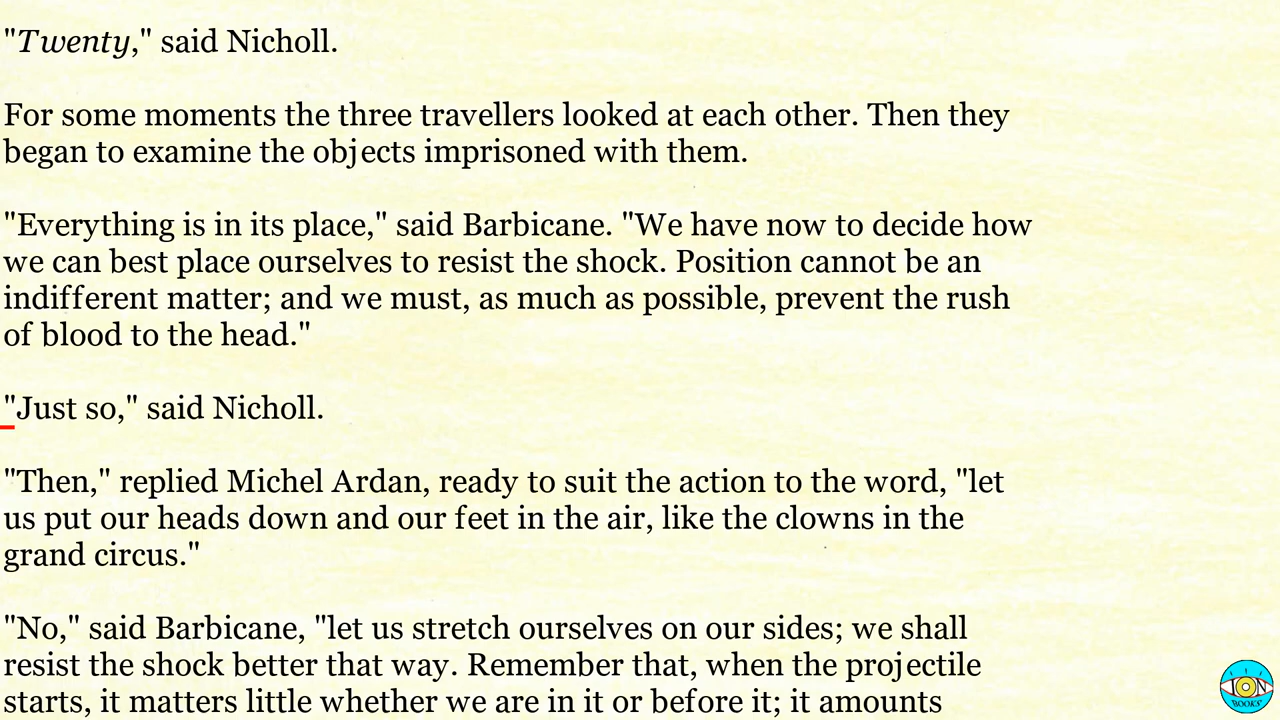 "Twenty," said Nicholl.
For some moments the three travellers looked at each other. Then they
began to examine the objects imprisoned with them.
"Everything is in its place," said Barbicane. "We have now to decide how
we can best place ourselves to resist the shock. Position cannot be an
indifferent matter; and we must, as much as possible, prevent the rush
of blood to the head."
"Just so," said Nicholl.
"Then," replied Michel Ardan, ready to suit the action to the word, "let
us put our heads down and our feet in the air, like the clowns in the
grand circus."
"No," said Barbicane, "let us stretch ourselves on our sides; we shall
resist the shock better that way. Remember that, when the projectile
starts, it matters little whether we are in it or before it; it amounts
ION
BOOKS